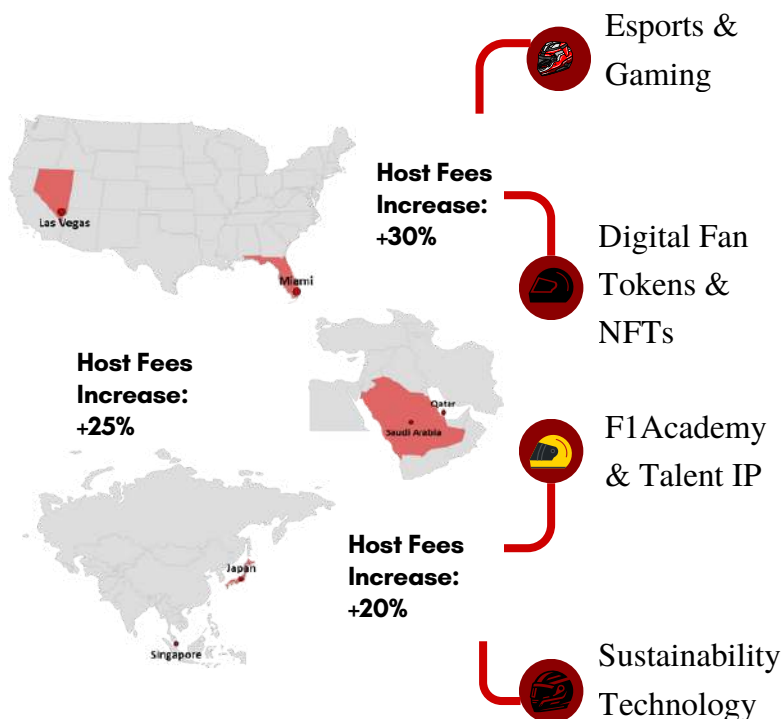 Esports &
Gaming
Las Vegas
Miami
Host Fees
Increase:
+30%
Digital Fan
Tokens &
NFTs
Host Fees
Increase:
+25%
Qatar
Saudi Arabia
F1Academy
& Talent IP
Japan
Singapore
Host Fees
Increase:
+20%
Sustainability
Technology